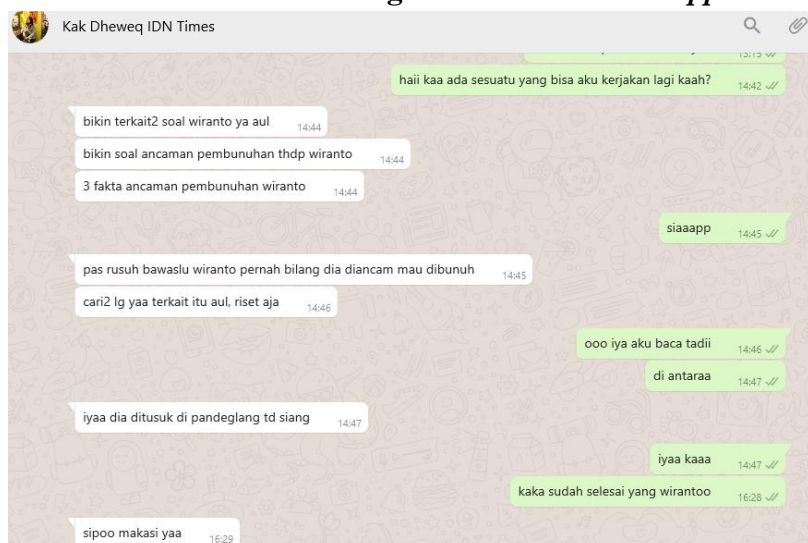 Kak Dheweq IDN Times
haii kaa ada sesuatu yang bisa aku kerjakan lagi kaah? 14:42
bikin terkait2 soal wiranto ya aul 14:44
bikin soal ancaman pembunuhan thdp wiranto 14:44
3 fakta ancaman pembunuhan wiranto 14:44
siaaapp 14:45
pas rusuh bawaslu wiranto pernah bilang dia diancam mau dibunuh 14:45
cari2 lg yaa terkait itu aul, riset aja 14:46
ooo iya aku baca tadii 14:46
di antaraa 14:47
iyaa dia ditusuk di pandeglang td siang 14:47
iyaa kaaa 14:47
kaka sudah selesai yang wirantoo 16:28
sipoo makasi yaa 16:29